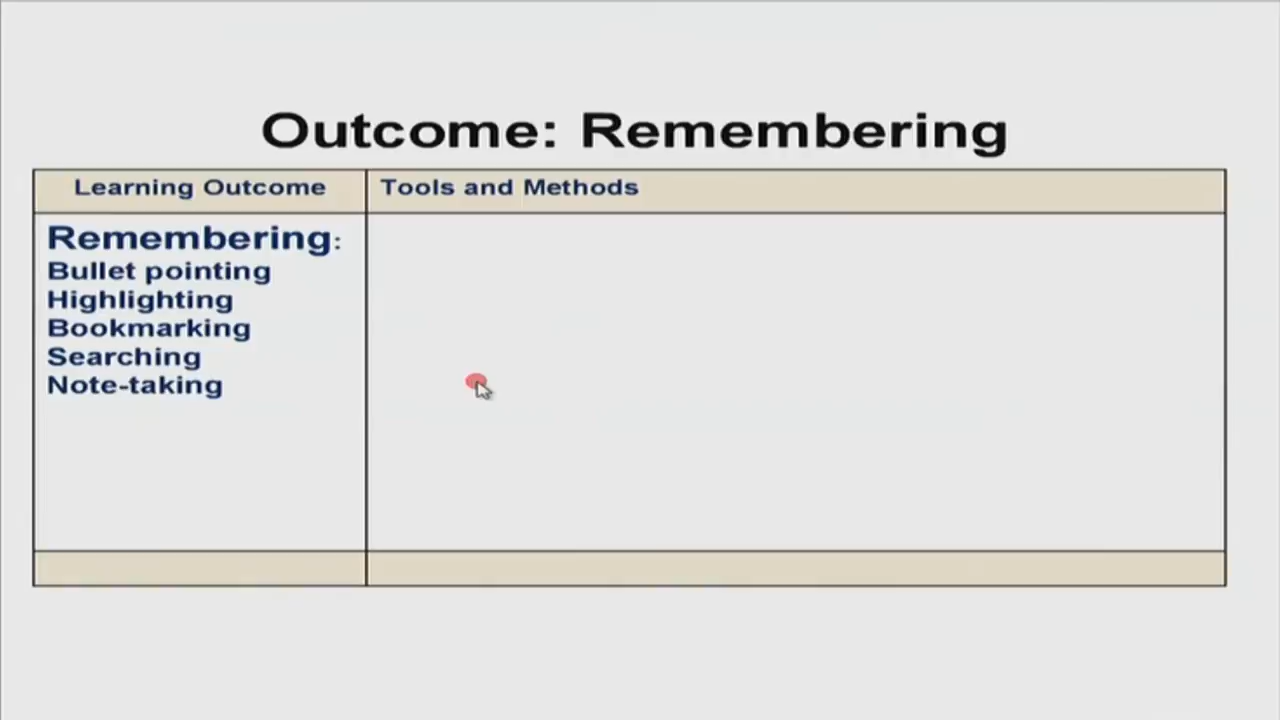 Outcome: Remembering
Learning Outcome
Tools and Methods
Remembering:
Bullet pointing
Highlighting
Bookmarking
Searching
Note-taking